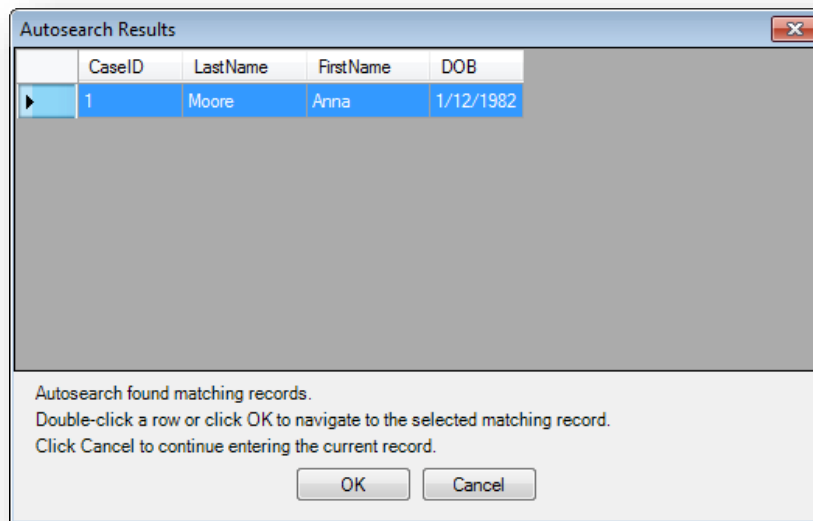 Autosearch Results
CaseID LastName FirstName DOB
1 Moore Anna 1/12/1982
Autosearch found matching records.
Double-click a row or click OK to navigate to the selected matching record.
Click Cancel to continue entering the current record.
OK Cancel